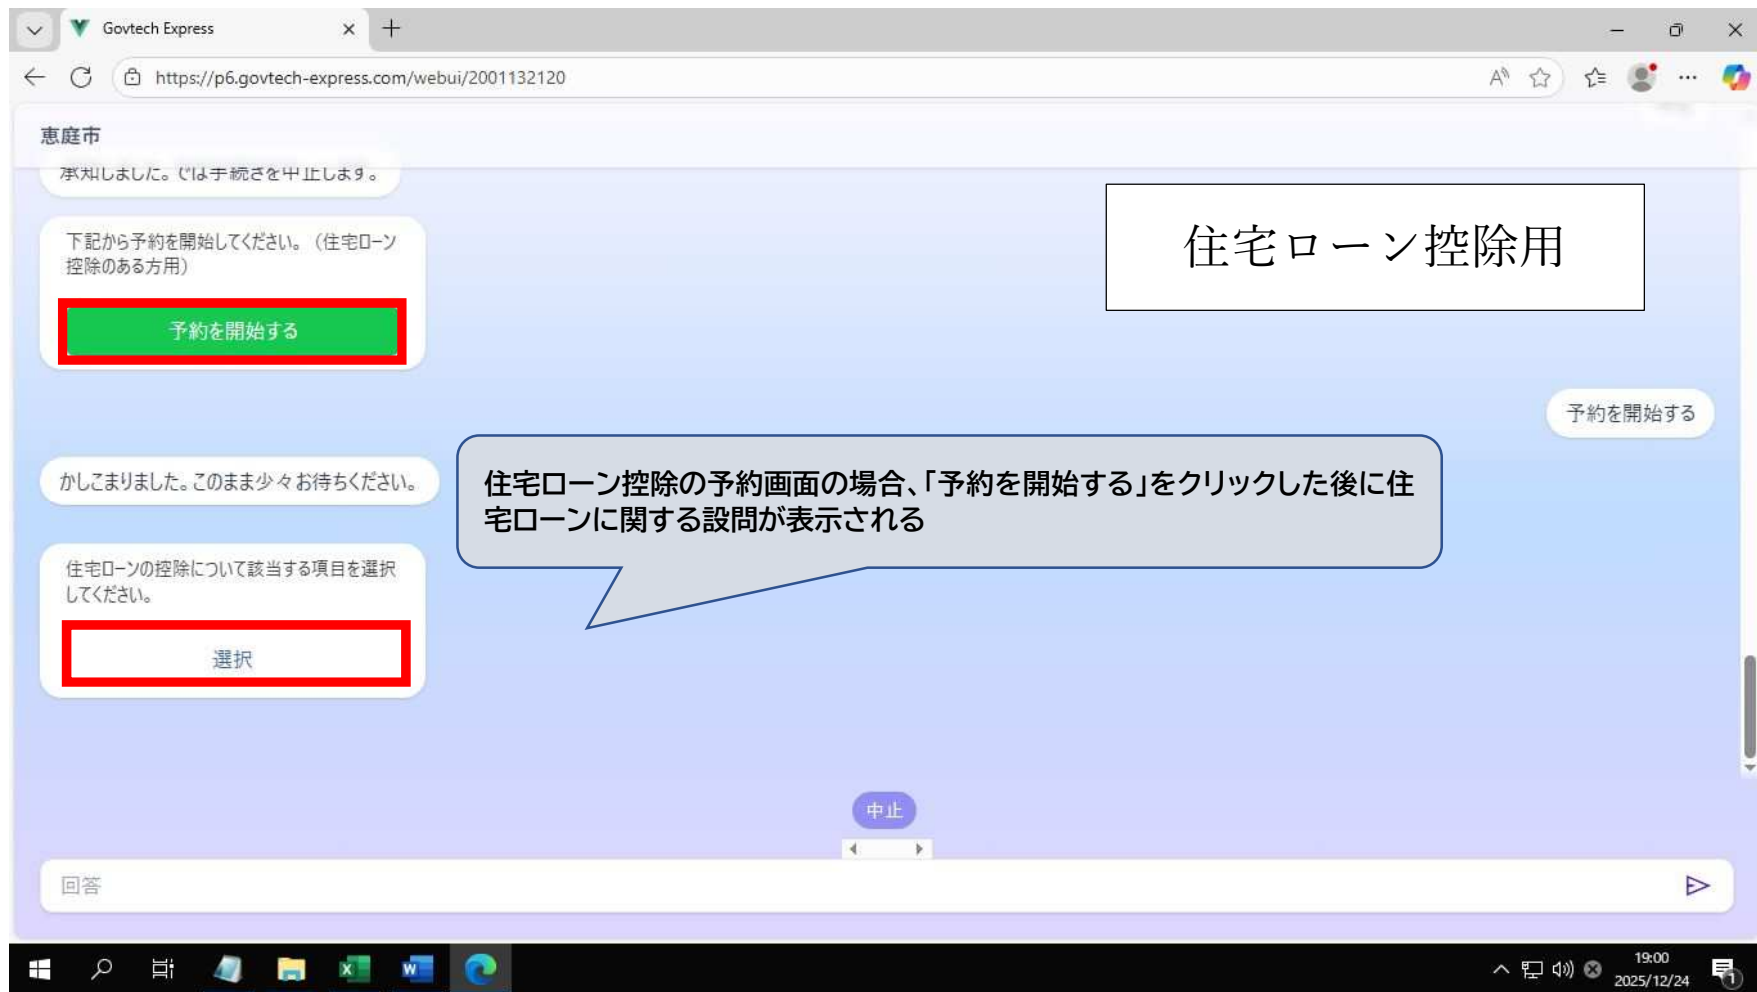 Govtech Express
https://p6.govtech-express.com/webui/2001132120
恵庭市
承知しました。では手続きを中止します。
住宅ローン控除用
下記から予約を開始してください。（住宅ローン
控除のある方用）
予約を開始する
予約を開始する
かしこまりました。このまま少々お待ちください。
住宅ローン控除の予約画面の場合、「予約を開始する」をクリックした後に住
宅ローンに関する設問が表示される
住宅ローンの控除について該当する項目を選択
してください。
選択
中止
回答
19:00
2025/12/24